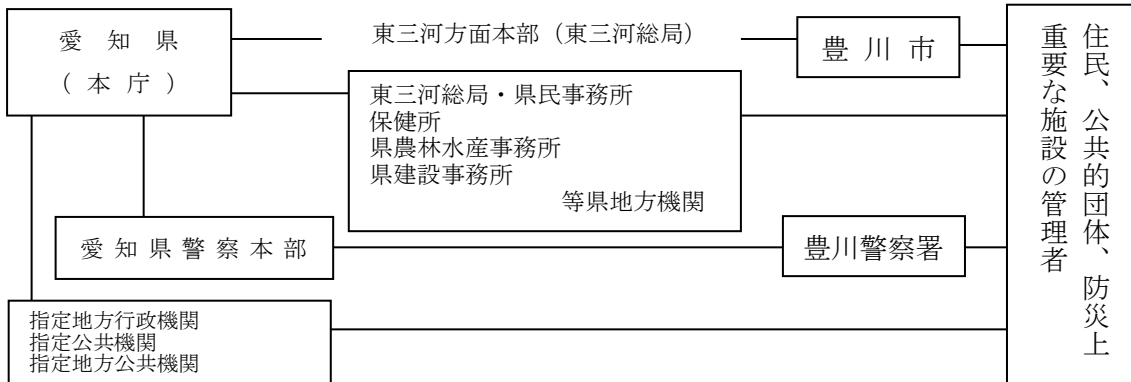 愛知県
(本庁)
東三河方面本部(東三河総局)
豊川市
東三河総局・県民事務所
保健所
県農林水産事務所
県建設事務所
等県地方機関
愛知県警察本部
豊川警察署
指定地方行政機関
指定公共機関
指定地方公共機関
住民、公共的団体、防災上
重要な施設の管理者